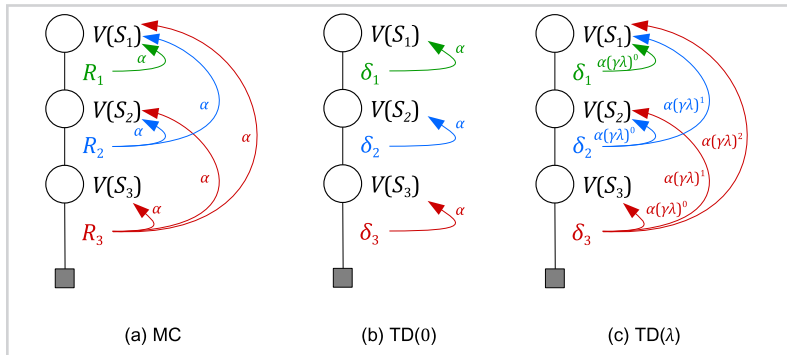 V(S₁)
α
R₁
V(S₂)
α
α
R₂
α
V(S₃)
α
R₃
α
(a) MC
V(S₁)
α
δ₁
V(S₂)
α
δ₂
V(S₃)
α
δ₃
(b) TD(0)
V(S₁)
α(γλ)⁰
δ₁
α(γλ)¹
V(S₂)
α(γλ)⁰
δ₂
α(γλ)²
α(γλ)¹
V(S₃)
α(γλ)⁰
δ₃
(c) TD(λ)